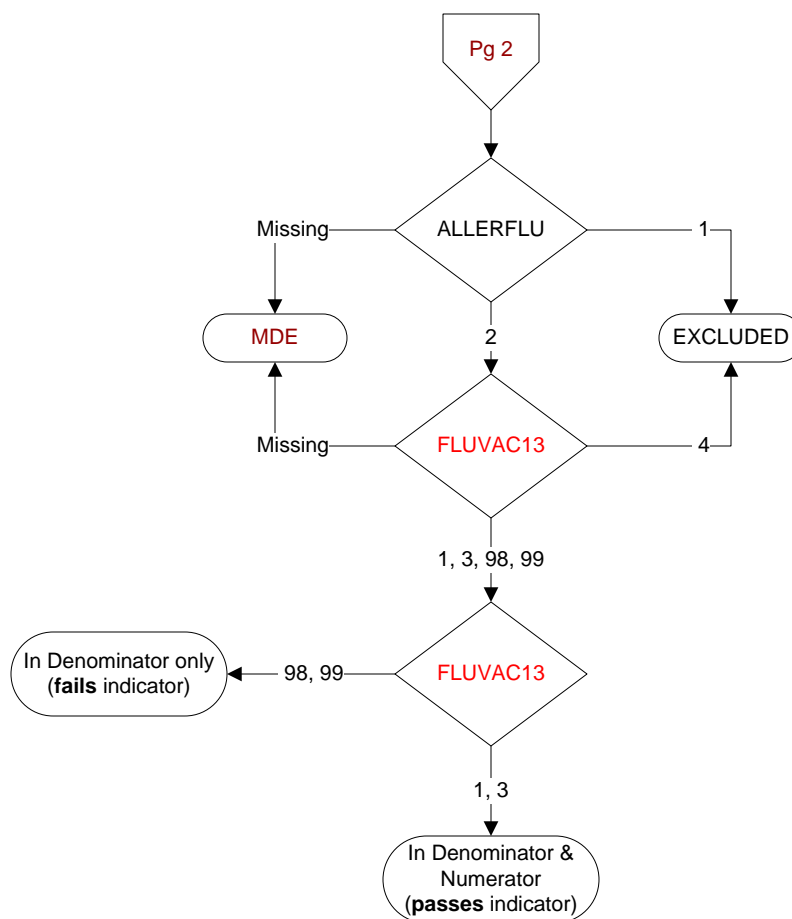 Pg 2
ALLERFLU
Missing
1
MDE
2
EXCLUDED
FLUVAC13
Missing
4
1, 3, 98, 99
In Denominator only
(fails indicator)
98, 99
FLUVAC13
1, 3
In Denominator &
Numerator
(passes indicator)